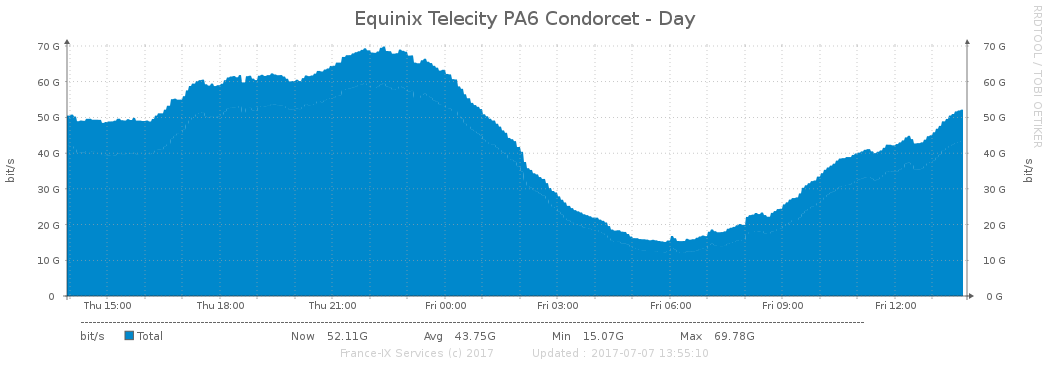 Equinix Telecity PA6 Condorcet - Day
RRDTOOL / TOBI OETIKER
70 G 70 G
60 G 60 G
50 G 50 G
40 G 40 G
30 G 30 G
20 G 20 G
10 G 10 G
0 0 G
bit/s bit/s
Thu 15:00 Thu 18:00 Thu 21:00 Fri 00:00 Fri 03:00 Fri 06:00 Fri 09:00 Fri 12:00
bit/s Total Now 52.11G Avg 43.75G Min 15.07G Max 69.78G
France-IX Services (c) 2017 Updated : 2017-07-07 13:55:10